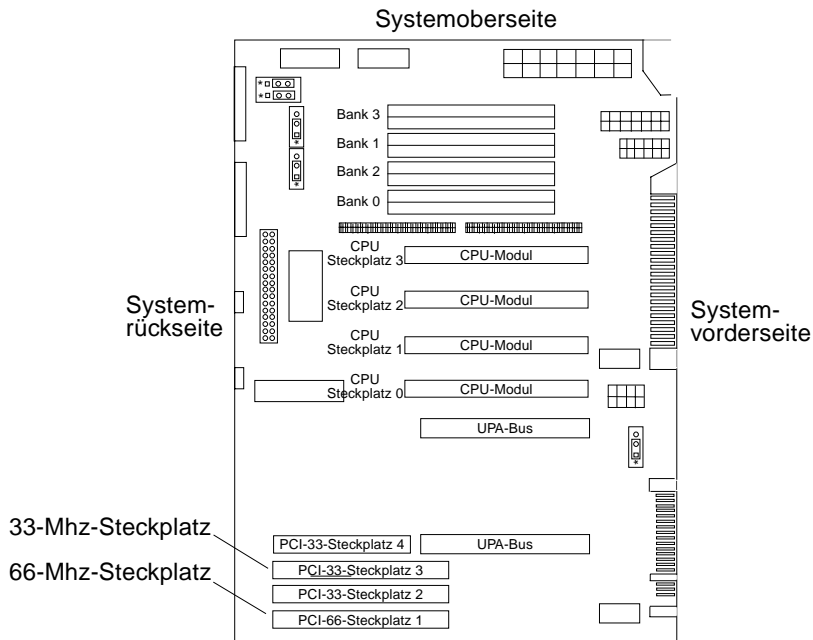 Systemoberseite
Bank 3
Bank 1
Bank 2
Bank 0
CPU
Steckplatz 3
CPU-Modul
CPU
Steckplatz 2
CPU-Modul
CPU
Steckplatz 1
CPU-Modul
CPU
Steckplatz 0
CPU-Modul
System-
rückseite
System-
vorderseite
UPA-Bus
33-Mhz-Steckplatz
66-Mhz-Steckplatz
PCI-33-Steckplatz 4
UPA-Bus
PCI-33-Steckplatz 3
PCI-33-Steckplatz 2
PCI-66-Steckplatz 1